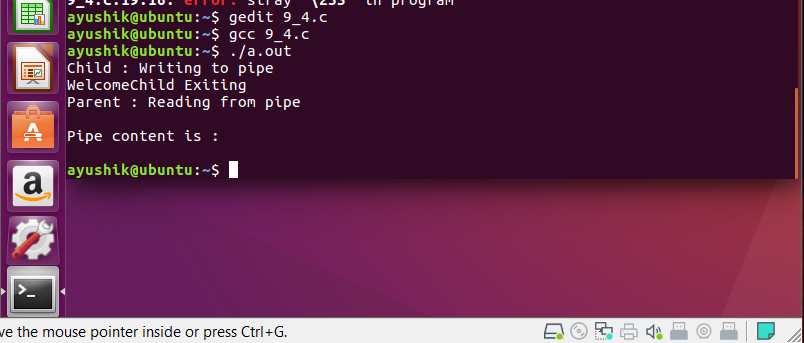 9_4.c:19:16: error: stray ‘\235’ in program
ayushik@ubuntu:~$ gedit 9_4.c
ayushik@ubuntu:~$ gcc 9_4.c
ayushik@ubuntu:~$ ./a.out
Child : Writing to pipe
WelcomeChild Exiting
Parent : Reading from pipe
Pipe content is :
ayushik@ubuntu:~$
ve the mouse pointer inside or press Ctrl+G.